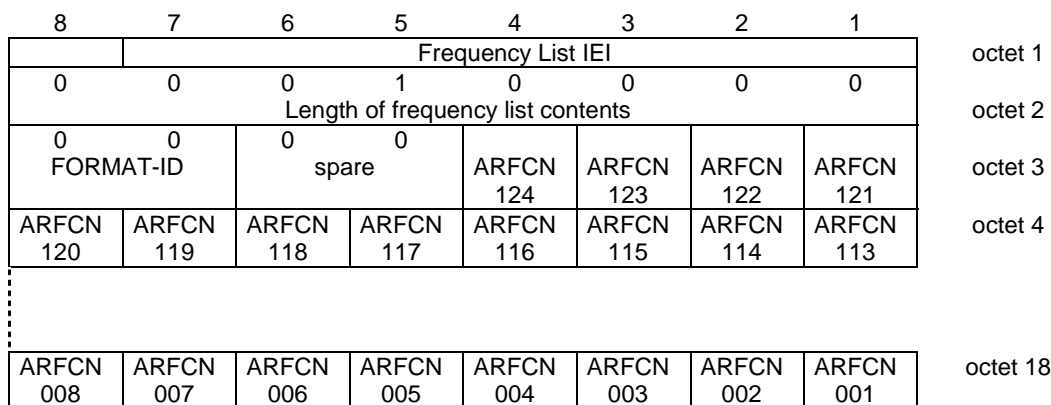 8 7 6 5 4 3 2 1
Frequency List IEI octet 1
0 0 0 1 0 0 0 0
Length of frequency list contents octet 2
0 0 0 0
FORMAT-ID spare ARFCN ARFCN ARFCN ARFCN octet 3
124 123 122 121
ARFCN ARFCN ARFCN ARFCN ARFCN ARFCN ARFCN ARFCN octet 4
120 119 118 117 116 115 114 113
ARFCN ARFCN ARFCN ARFCN ARFCN ARFCN ARFCN ARFCN octet 18
008 007 006 005 004 003 002 001